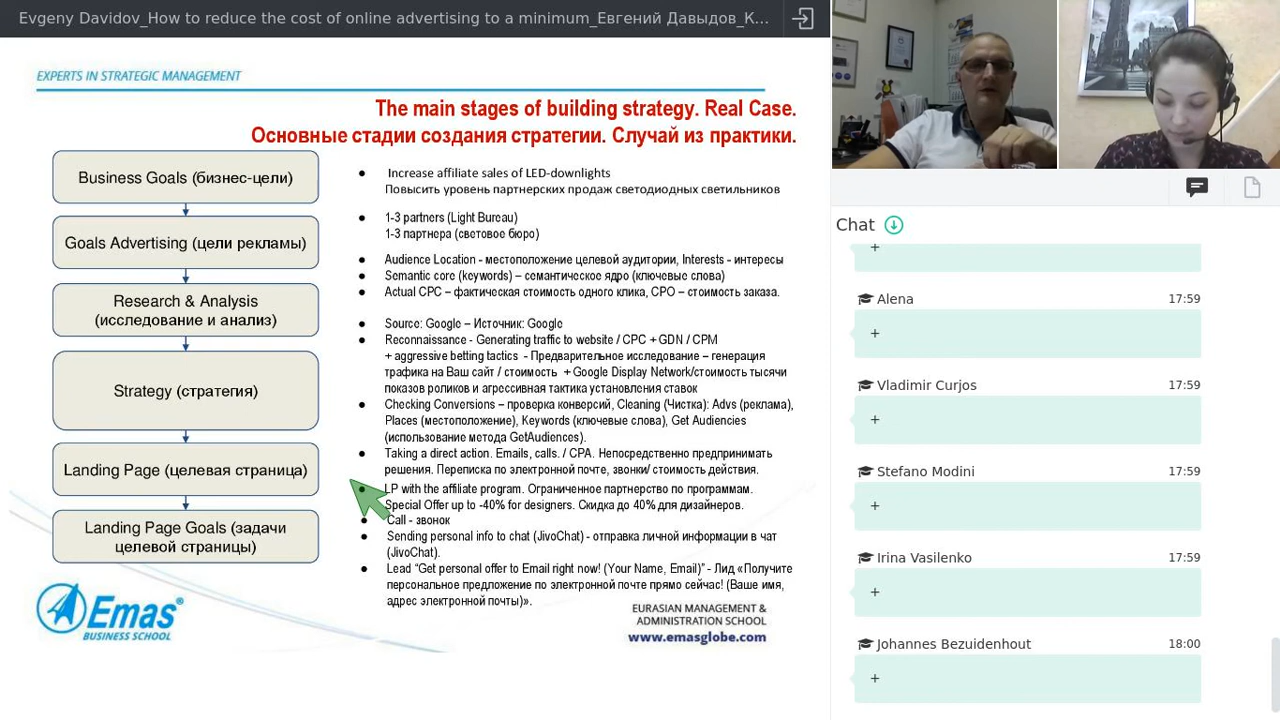 Evgeny Davidov_How to reduce the cost of online advertising to a minimum_Евгений Давыдов_К...
EXPERTS IN STRATEGIC MANAGEMENT
The main stages of building strategy. Real Case.
Основные стадии создания стратегии. Случай из практики.
Business Goals (бизнес-цели)
Goals Advertising (цели рекламы)
Research & Analysis
(исследование и анализ)
Strategy (стратегия)
Landing Page (целевая страница)
Landing Page Goals (задачи
целевой страницы)
● Increase affiliate sales of LED-downlights
Повысить уровень партнерских продаж светодиодных светильников
● 1-3 partners (Light Bureau)
1-3 партнера (световое бюро)
● Audience Location - местоположение целевой аудитории, Interests - интересы
● Semantic core (keywords) – семантическое ядро (ключевые слова)
● Actual CPC – фактическая стоимость одного клика, CPO – стоимость заказа.
● Source: Google – Источник: Google
● Reconnaissance - Generating traffic to website / CPC + GDN / CPM
+ aggressive betting tactics - Предварительное исследование – генерация
трафика на Ваш сайт / стоимость + Google Display Network/стоимость тысячи
показов роликов и агрессивная тактика установления ставок
● Checking Conversions – проверка конверсий, Cleaning (Чистка): Advs (реклама),
Places (местоположение), Keywords (ключевые слова), Get Audiences
(использование метода GetAudiences).
● Taking a direct action. Emails, calls. / CPA. Непосредственно предпринимать
решения. Переписка по электронной почте, звонки/ стоимость действия.
● LP with the affiliate program. Ограниченное партнерство по программам.
Special Offer up to -40% for designers. Скидка до 40% для дизайнеров.
● Call - звонок
● Sending personal info to chat (JivoChat) - отправка личной информации в чат
(JivoChat).
● Lead “Get personal offer to Email right now! (Your Name, Email)” - Лид «Получите
персональное предложение по электронной почте прямо сейчас! (Ваше имя,
адрес электронной почты)».
Emas®
BUSINESS SCHOOL
EURASIAN MANAGEMENT &
ADMINISTRATION SCHOOL
www.emasglobe.com
Chat
+
Alena 17:59
+
Vladimir Curjos 17:59
+
Stefano Modini 17:59
+
Irina Vasilenko 17:59
+
Johannes Bezuidenhout 18:00
+